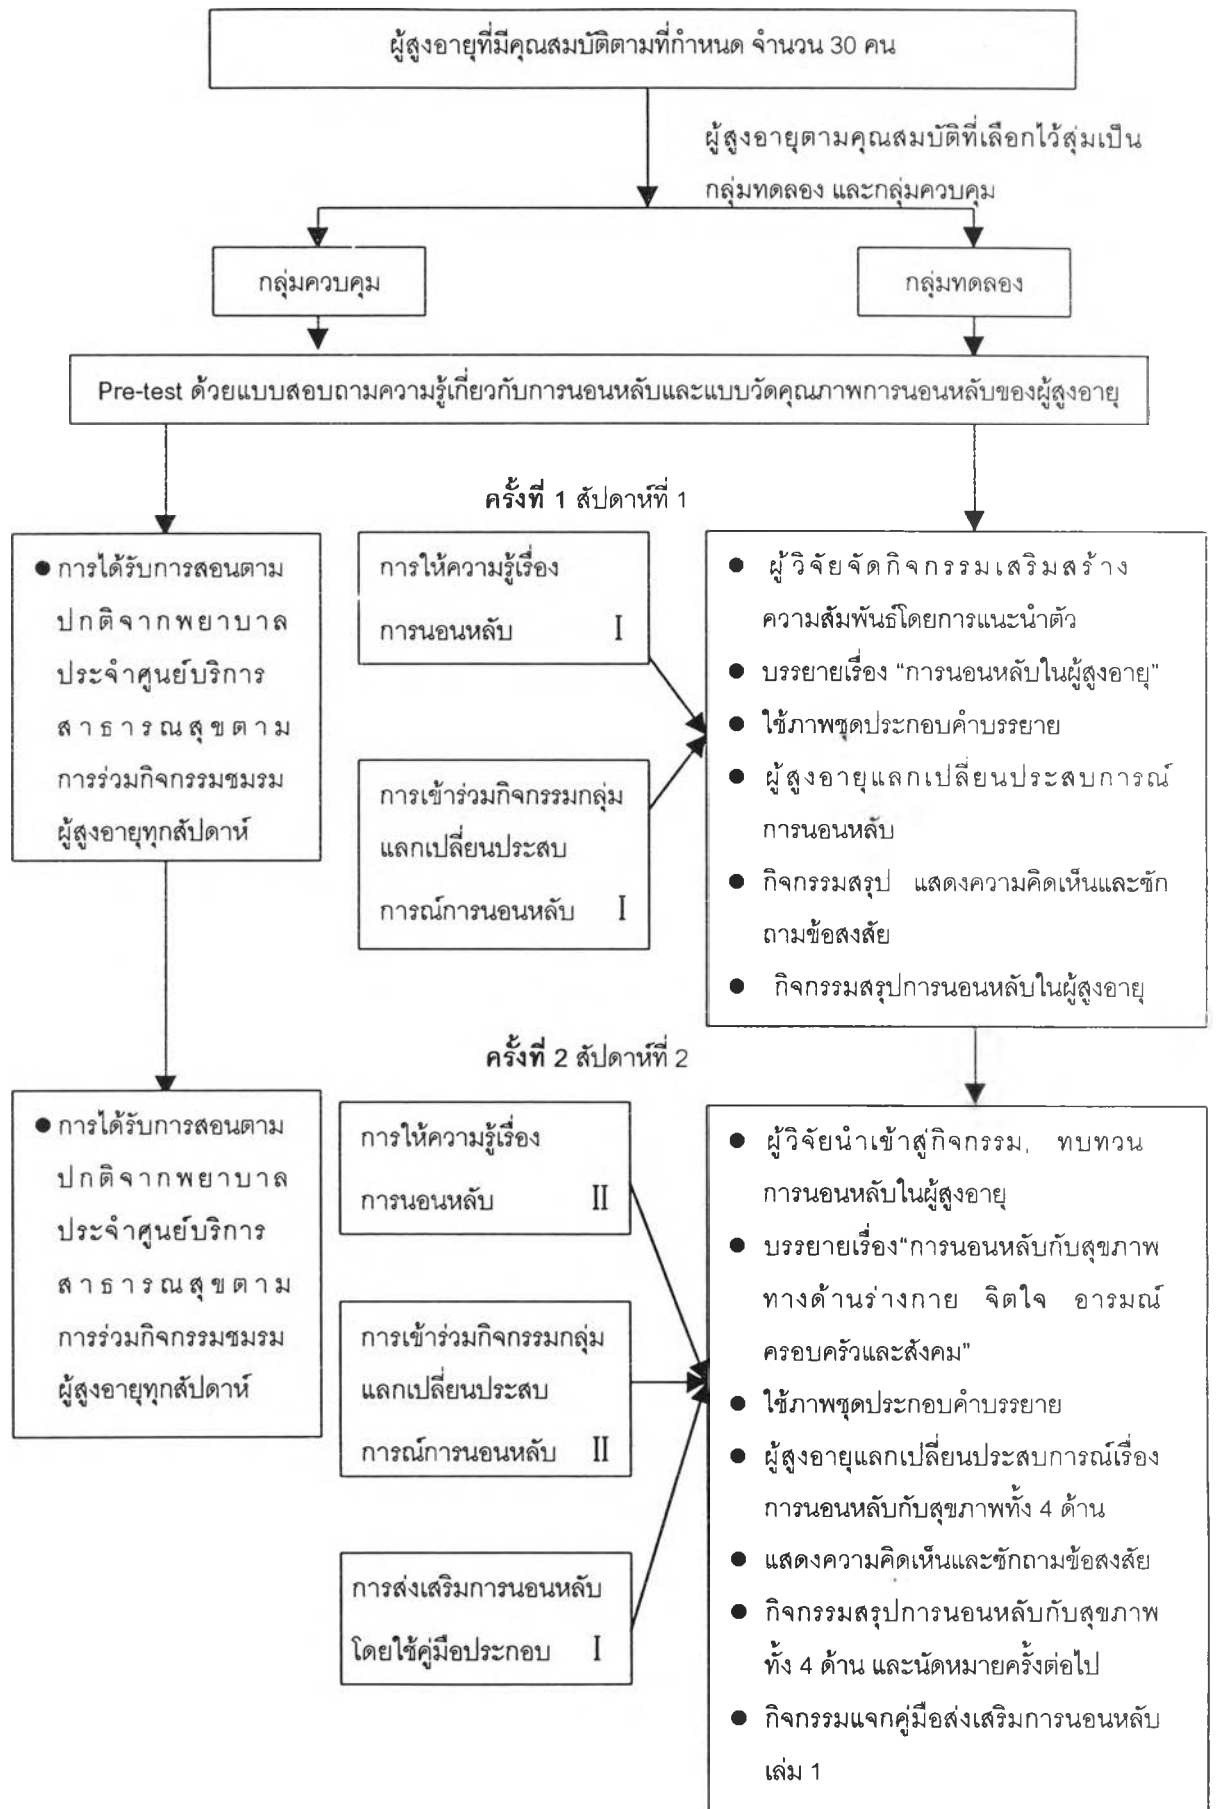 ผู้สูงอายุที่มีคุณสมบัติตามที่กำหนด จำนวน 30 คน
ผู้สูงอายุตามคุณสมบัติที่เลือกไว้สุ่มเป็น
กลุ่มทดลอง และกลุ่มควบคุม
กลุ่มควบคุม
กลุ่มทดลอง
Pre-test ด้วยแบบสอบถามความรู้เกี่ยวกับการนอนหลับและแบบวัดคุณภาพการนอนหลับของผู้สูงอายุ
ครั้งที่ 1 สัปดาห์ที่ 1
● การได้รับการสอนตาม
ปกติจากพยาบาล
ประจำศูนย์บริการ
สาธารณสุขตาม
การร่วมกิจกรรมชมรม
ผู้สูงอายุทุกสัปดาห์
การให้ความรู้เรื่อง
การนอนหลับ I
การเข้าร่วมกิจกรรมกลุ่ม
แลกเปลี่ยนประสบ
การณ์การนอนหลับ I
● ผู้วิจัยจัดกิจกรรมเสริมสร้าง
ความสัมพันธ์โดยการแนะนำตัว
● บรรยายเรื่อง "การนอนหลับในผู้สูงอายุ"
● ใช้ภาพชุดประกอบคำบรรยาย
● ผู้สูงอายุแลกเปลี่ยนประสบการณ์
การนอนหลับ
● กิจกรรมสรุป แสดงความคิดเห็นและซัก
ถามข้อสงสัย
● กิจกรรมสรุปการนอนหลับในผู้สูงอายุ
ครั้งที่ 2 สัปดาห์ที่ 2
● การได้รับการสอนตาม
ปกติจากพยาบาล
ประจำศูนย์บริการ
สาธารณสุขตาม
การร่วมกิจกรรมชมรม
ผู้สูงอายุทุกสัปดาห์
การให้ความรู้เรื่อง
การนอนหลับ II
การเข้าร่วมกิจกรรมกลุ่ม
แลกเปลี่ยนประสบ
การณ์การนอนหลับ II
การส่งเสริมการนอนหลับ
โดยใช้คู่มือประกอบ I
● ผู้วิจัยนำเข้าสู่กิจกรรม, ทบทวน
การนอนหลับในผู้สูงอายุ
● บรรยายเรื่อง"การนอนหลับกับสุขภาพ
ทางด้านร่างกาย จิตใจ อารมณ์
ครอบครัวและสังคม"
● ใช้ภาพชุดประกอบคำบรรยาย
● ผู้สูงอายุแลกเปลี่ยนประสบการณ์เรื่อง
การนอนหลับกับสุขภาพทั้ง 4 ด้าน
● แสดงความคิดเห็นและซักถามข้อสงสัย
● กิจกรรมสรุปการนอนหลับกับสุขภาพ
ทั้ง 4 ด้าน และนัดหมายครั้งต่อไป
● กิจกรรมแจกคู่มือส่งเสริมการนอนหลับ
เล่ม 1